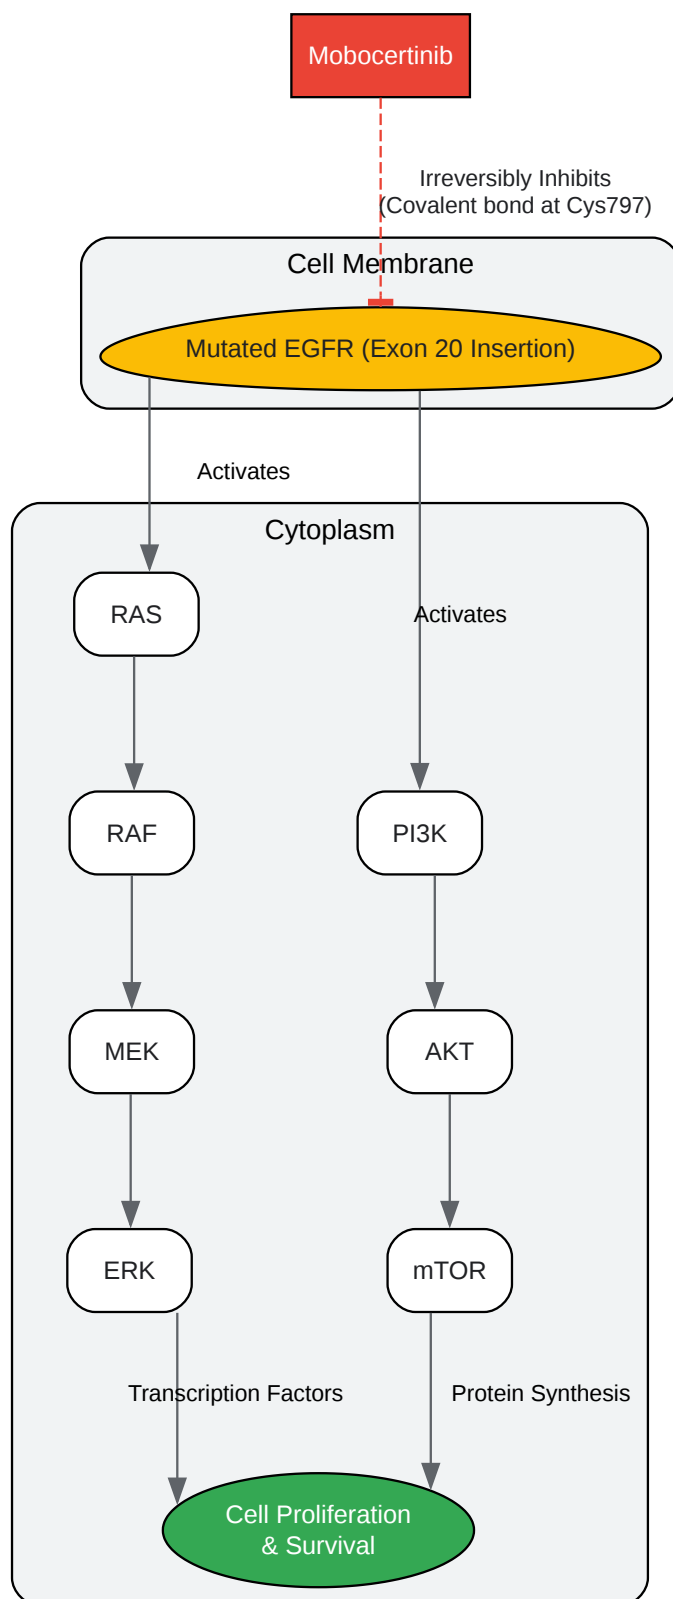 Mobocertinib
Irreversibly Inhibits
(Covalent bond at Cys797)
Cell Membrane
Mutated EGFR (Exon 20 Insertion)
Activates
Cytoplasm
RAS
Activates
RAF
PI3K
MEK
AKT
ERK
mTOR
Transcription Factors
Protein Synthesis
Cell Proliferation
& Survival